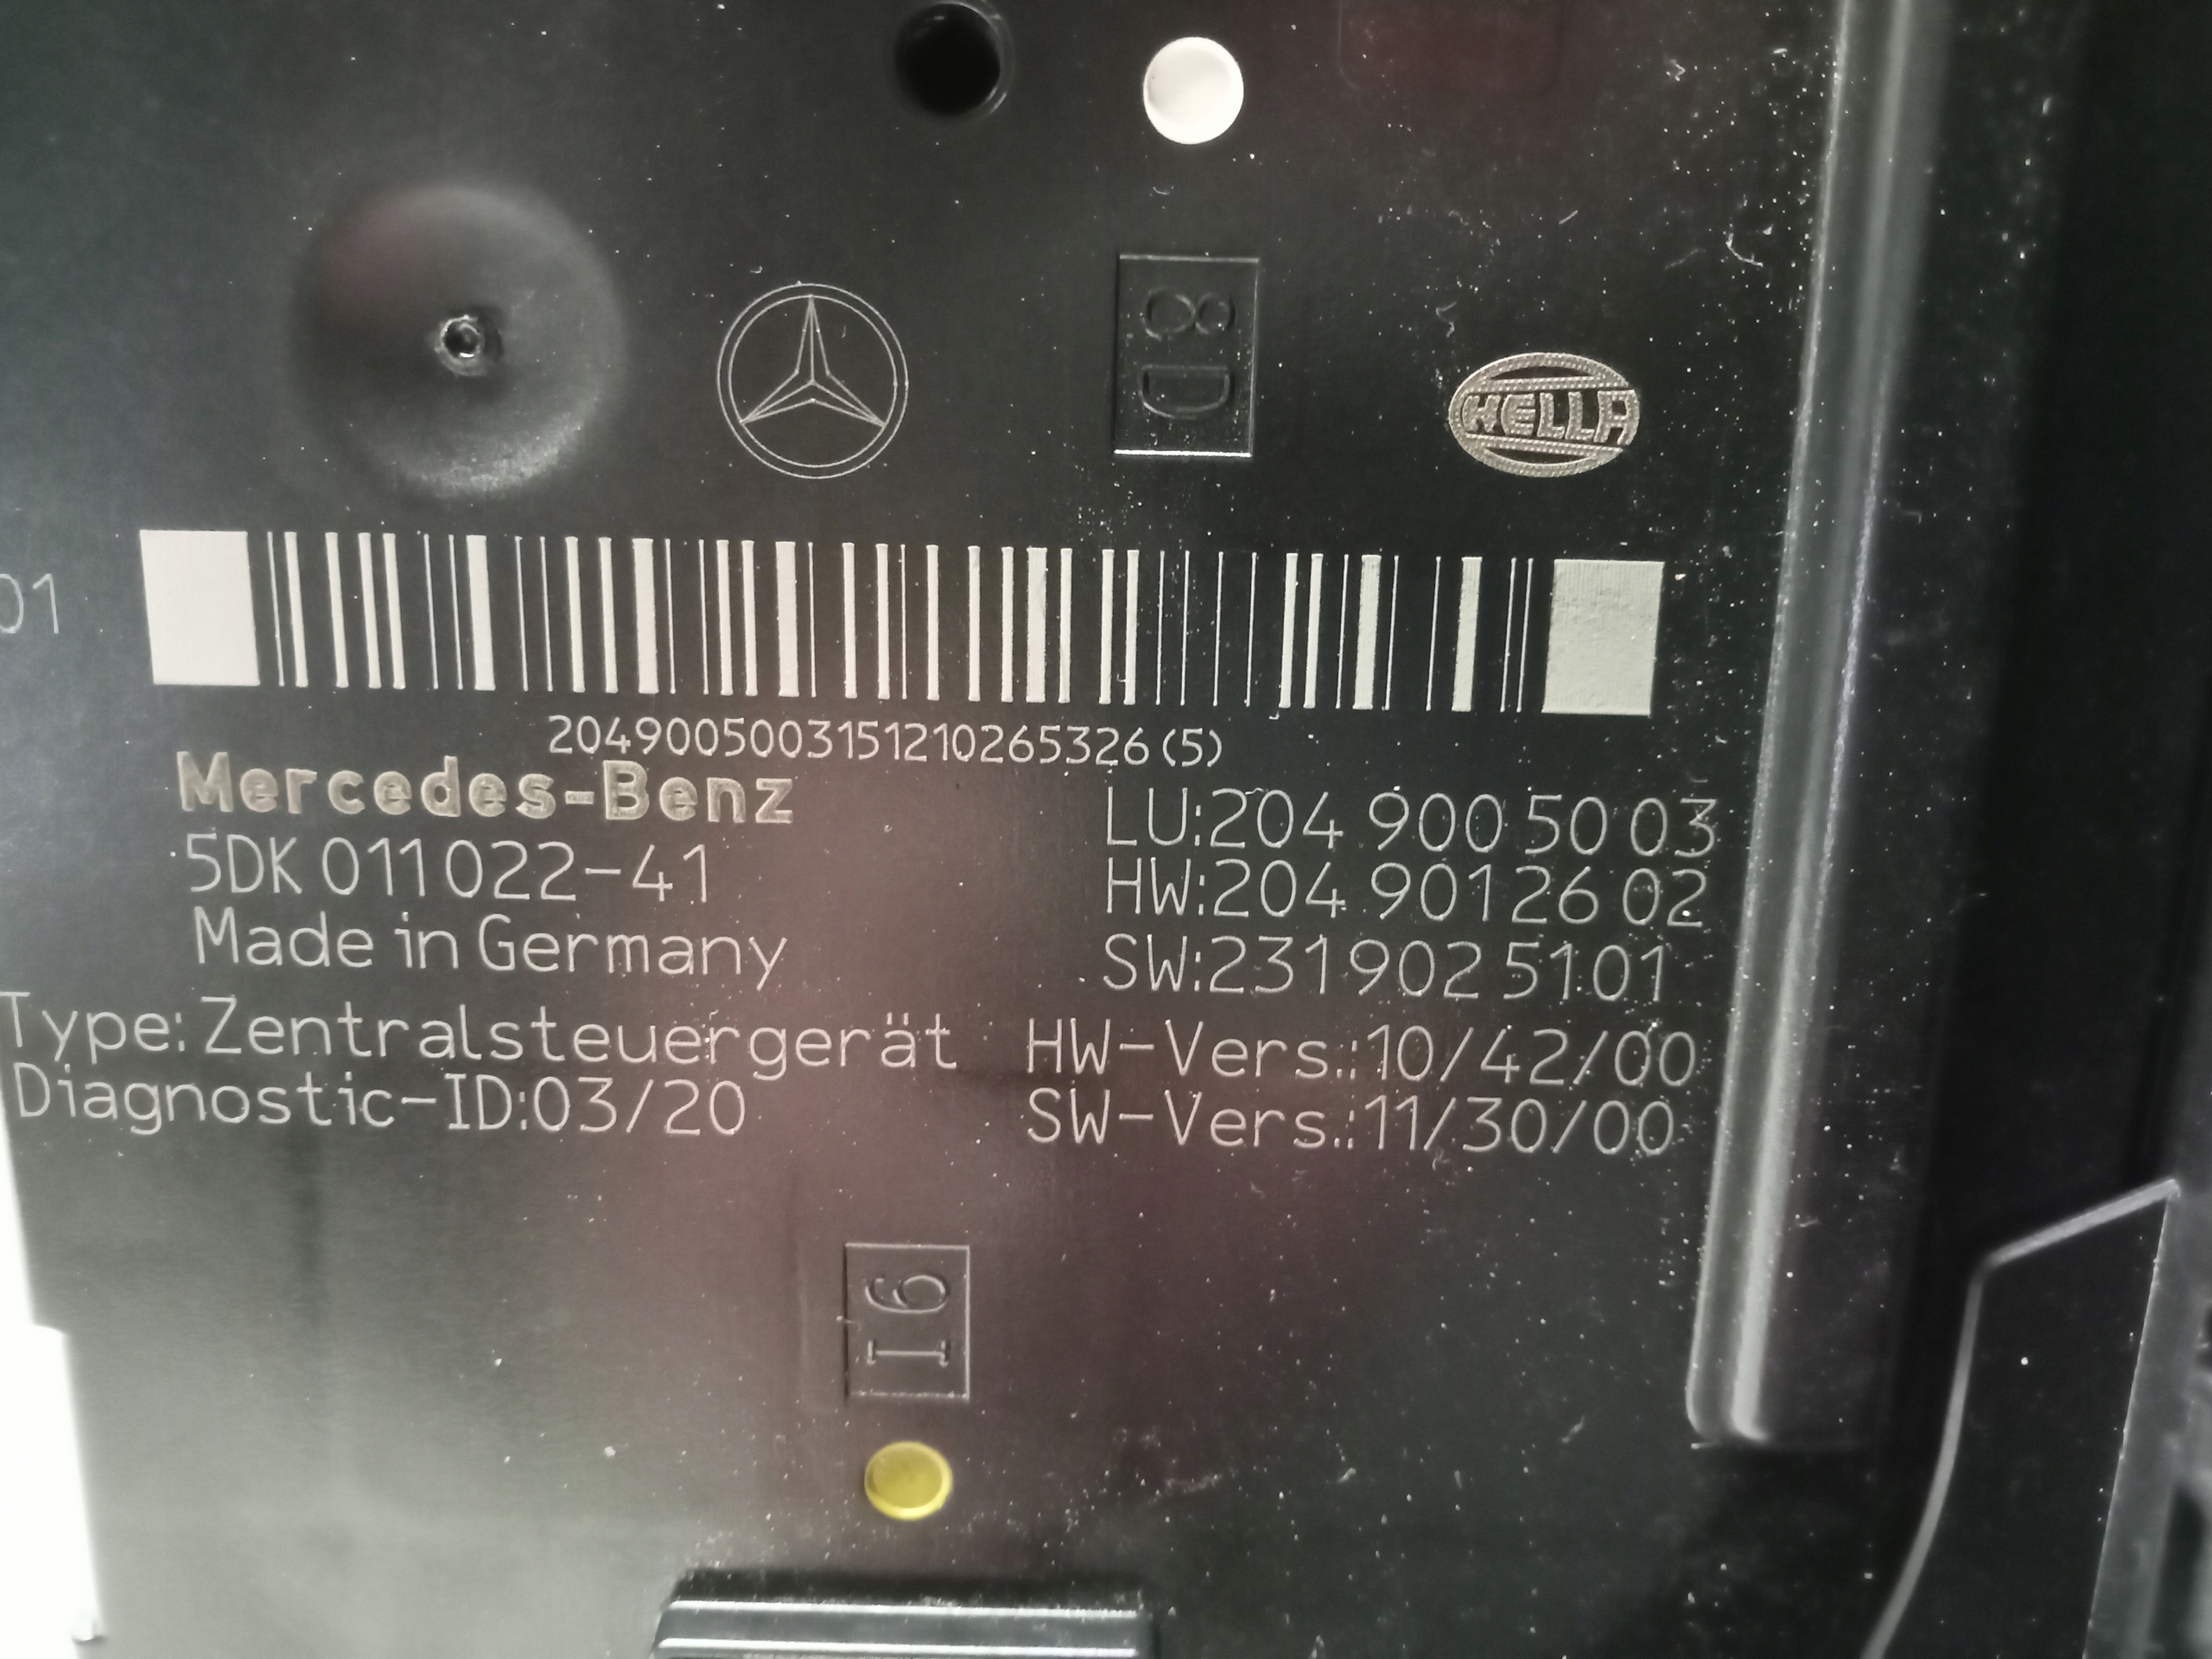 8D
HELLA
01
2049005003151210265326(5)
Mercedes-Benz
5DK 011 022-41
Made in Germany
Type: Zentralsteuergerät
Diagnostic-ID:03/20
LU:204 900 50 03
HW:204 901 26 02
SW:231 902 51 01
HW-Vers.:10/42/00
SW-Vers.:11/30/00
I6